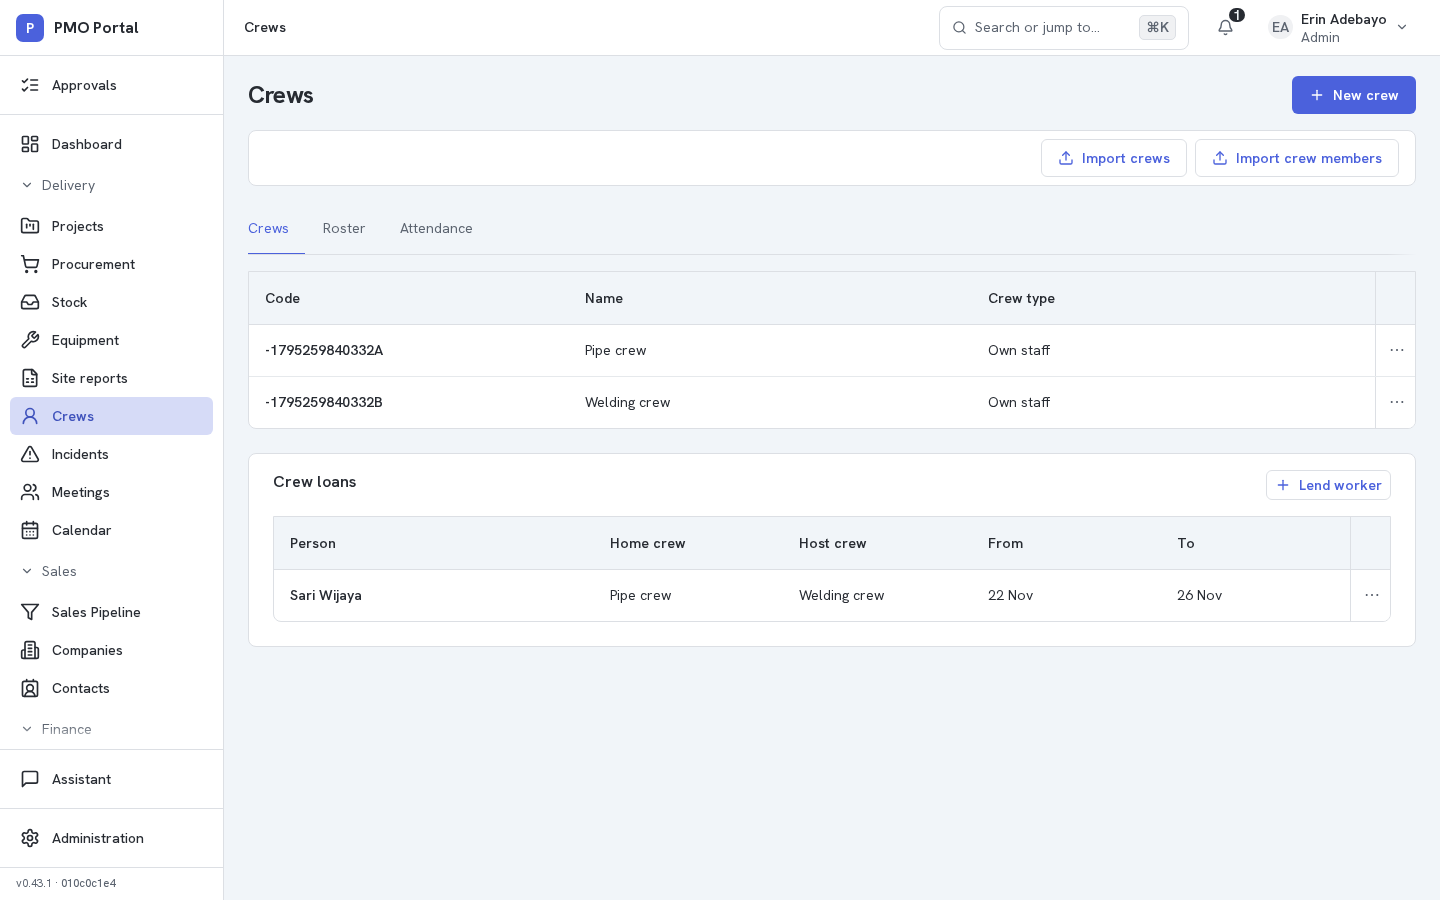 P PMO Portal
Crews
Search or jump to... ⌘K
1
EA
Erin Adebayo
Admin
Approvals
Dashboard
Delivery
Projects
Procurement
Stock
Equipment
Site reports
Crews
Incidents
Meetings
Calendar
Sales
Sales Pipeline
Companies
Contacts
Finance
Assistant
Administration
v0.43.1 · 010c0c1e4
Crews
New crew
Import crews
Import crew members
Crews Roster Attendance
Code Name Crew type
-1795259840332A Pipe crew Own staff
-1795259840332B Welding crew Own staff
Crew loans
Lend worker
Person Home crew Host crew From To
Sari Wijaya Pipe crew Welding crew 22 Nov 26 Nov